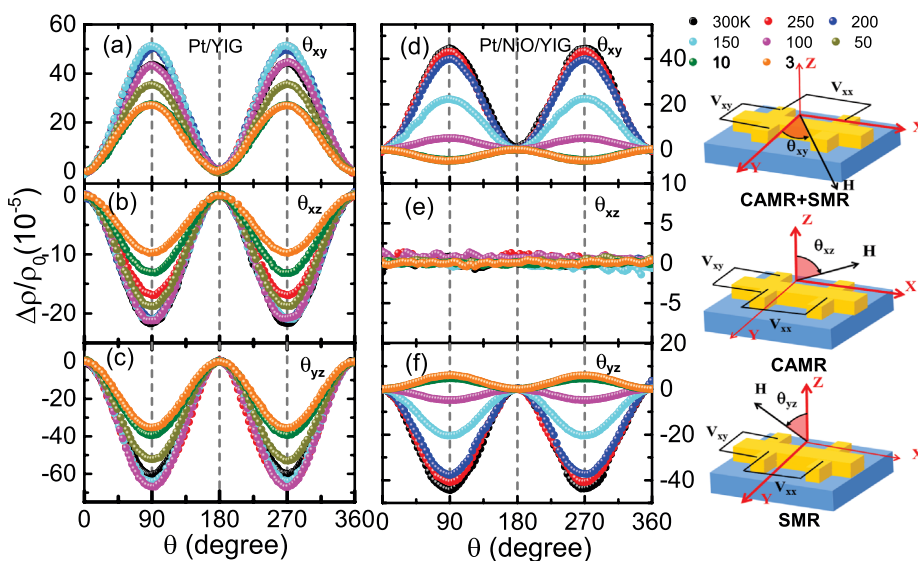 (a) Pt/YIG θxy
60
40
20
0
(b) θxz
0
-10
-20
(c) θyz
0
-20
-40
-60
Δρ/ρ0(10^-5)
0 90 180 270 360
θ (degree)
(d) Pt/NiO/YIG θxy
60
40
20
0
(e) θxz
10
5
0
-5
(f) θyz
20
0
-20
-40
0 90 180 270 360
θ (degree)
300K 250 200
150 100 50
10 3
Z
Vxx
Vxy
X
θxy
Y
H
CAMR+SMR
Z
θxz
H
Vxy
X
Vxx
Y
CAMR
Z
H
θyz
Vxy
X
Vxx
Y
SMR